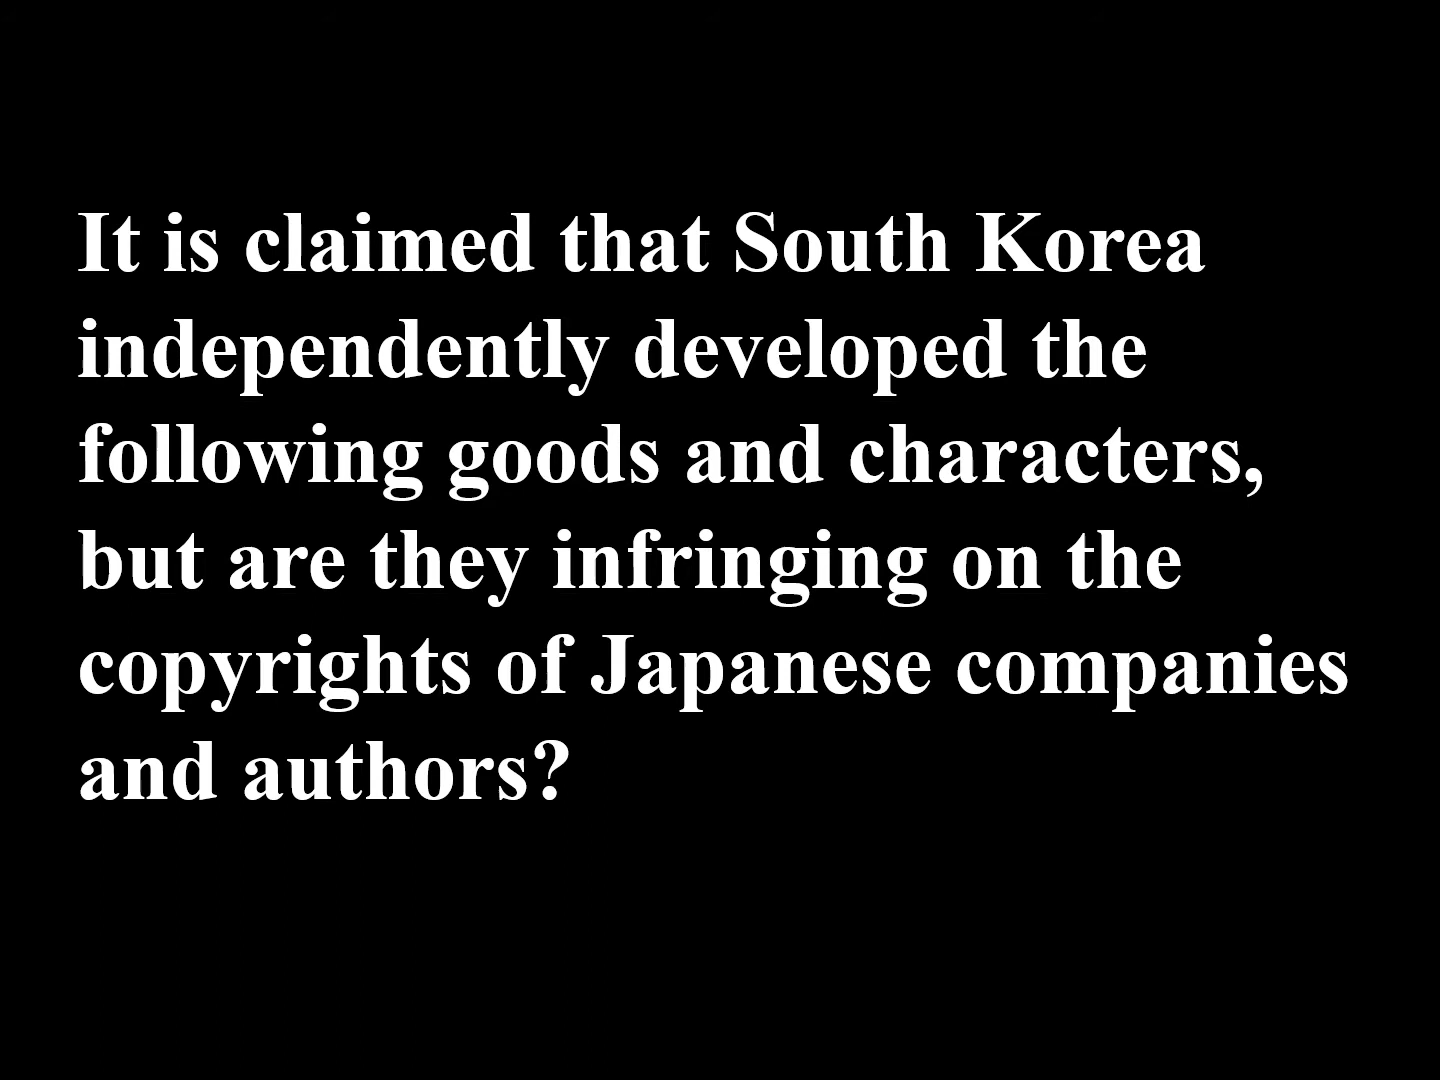 It is claimed that South Korea
independently developed the
following goods and characters,
but are they infringing on the
copyrights of Japanese companies
and authors?